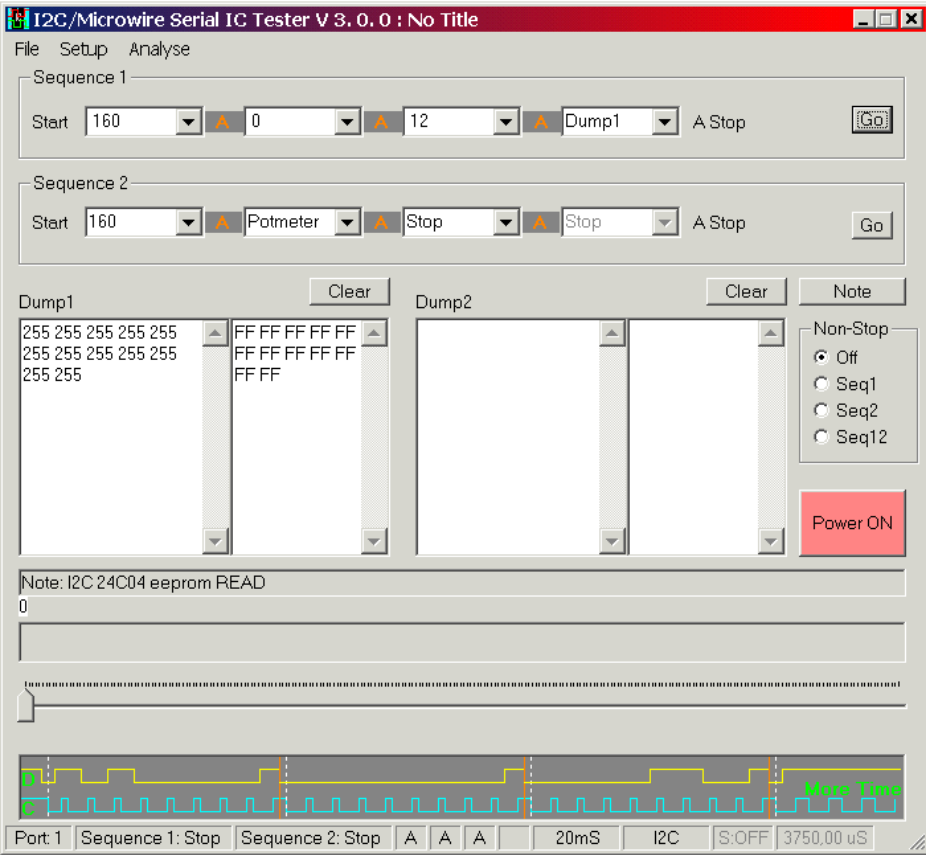 I2C/Microwire Serial IC Tester V 3. 0. 0 : No Title
File Setup Analyse
Sequence 1
Start 160 A 0 A 12 A Dump1 A Stop Go
Sequence 2
Start 160 A Potmeter A Stop A Stop A Stop Go
Dump1 Clear Dump2 Clear Note
255 255 255 255 255 FF FF FF FF FF
255 255 255 255 255 FF FF FF FF FF
255 255 FF FF
Non-Stop
Off
Seq1
Seq2
Seq12
Power ON
Note: I2C 24C04 eeprom READ
0
D More Time
C
Port: 1 Sequence 1: Stop Sequence 2: Stop A A A 20mS I2C S:OFF 3750,00 uS